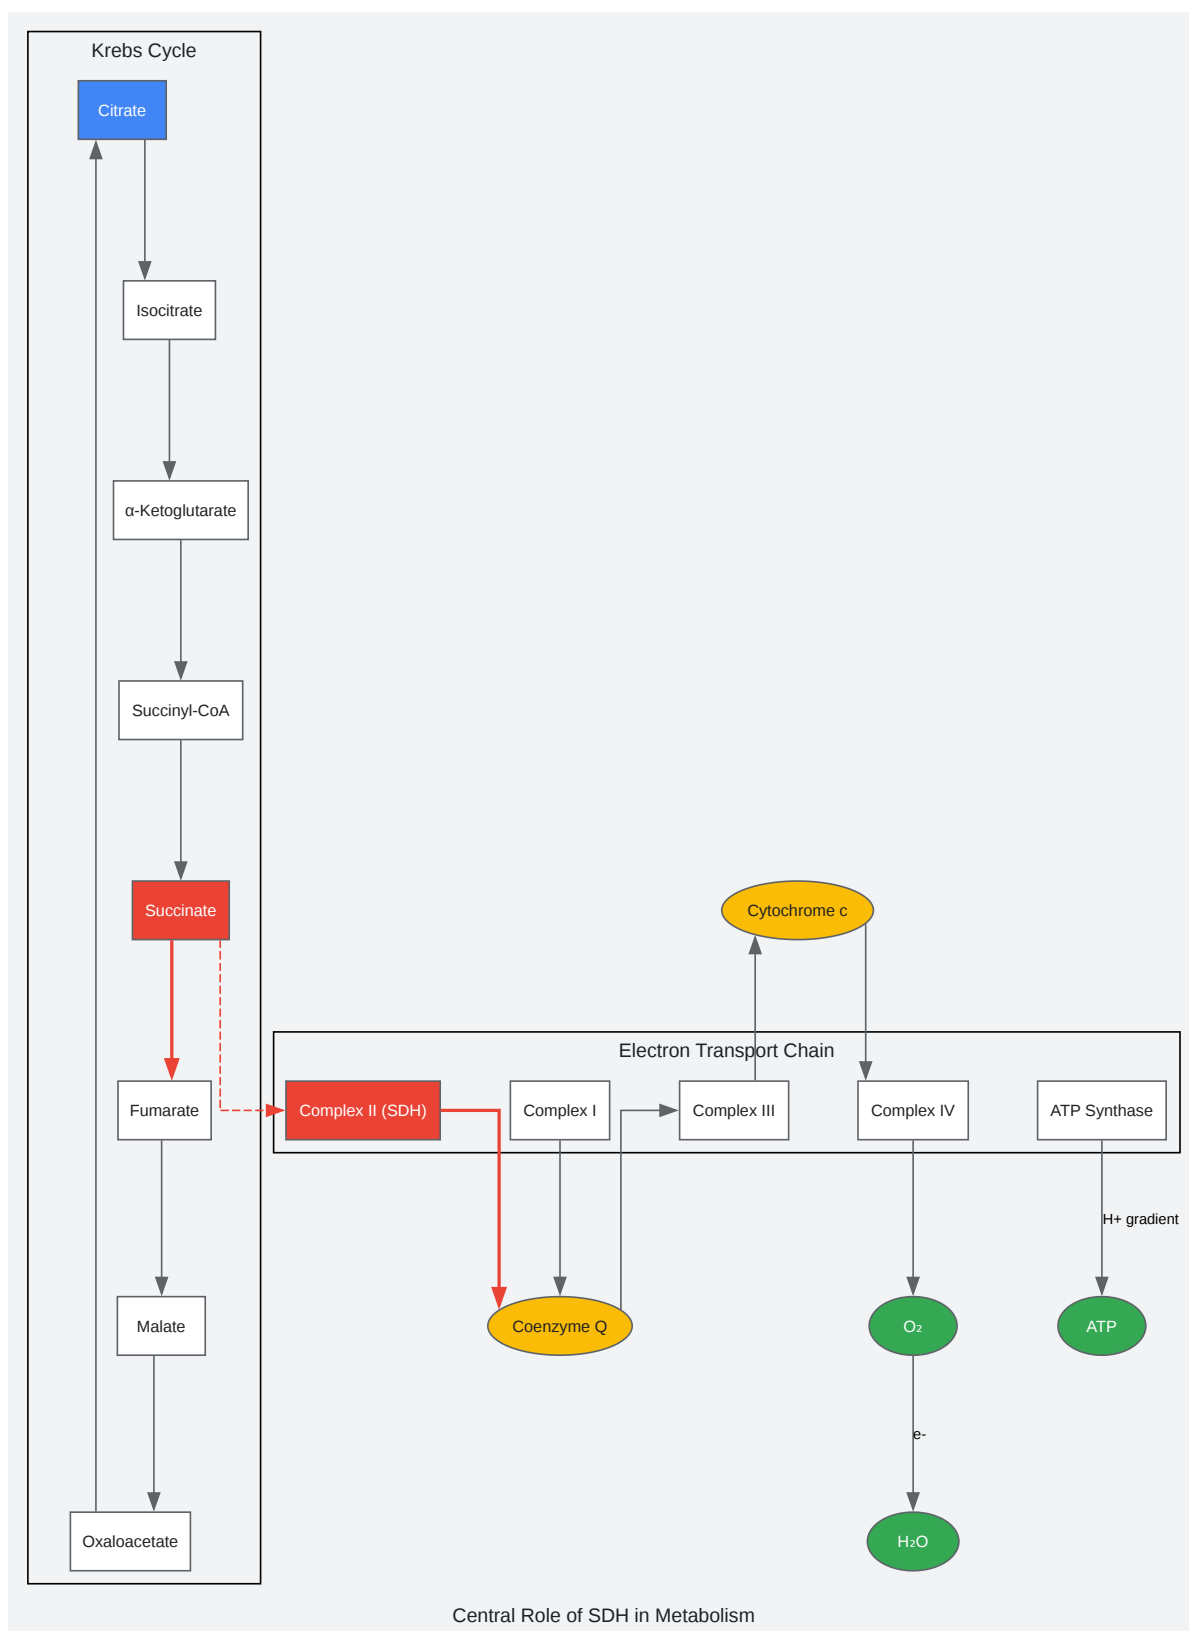 Krebs Cycle
Citrate
Isocitrate
α-Ketoglutarate
Succinyl-CoA
Succinate
Fumarate
Malate
Oxaloacetate
Cytochrome c
Electron Transport Chain
Complex II (SDH)
Complex I
Complex III
Complex IV
ATP Synthase
H+ gradient
Coenzyme Q
O₂
ATP
e-
H₂O
Central Role of SDH in Metabolism